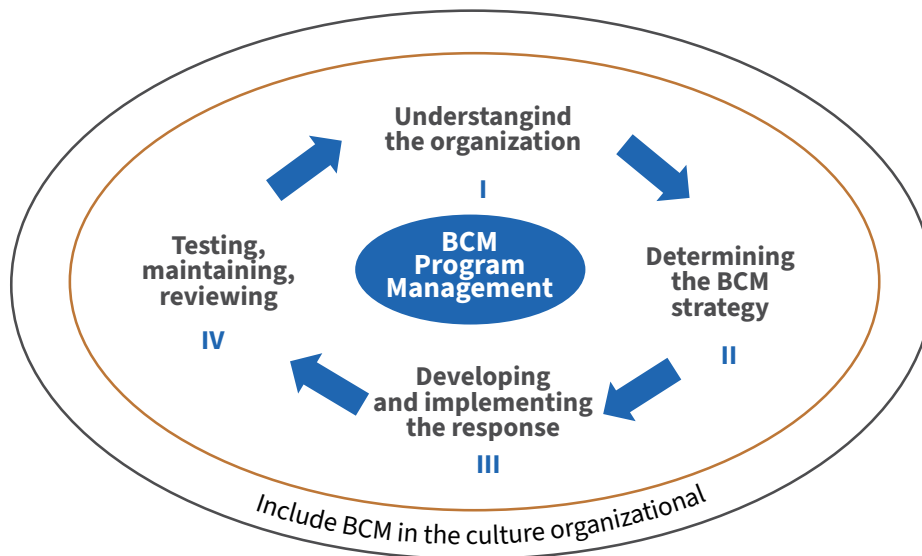 Understangind
the organization
I
BCM
Program
Management
Determining
the BCM
strategy
II
Developing
and implementing
the response
III
Testing,
maintaining,
reviewing
IV
Include BCM in the culture organizational